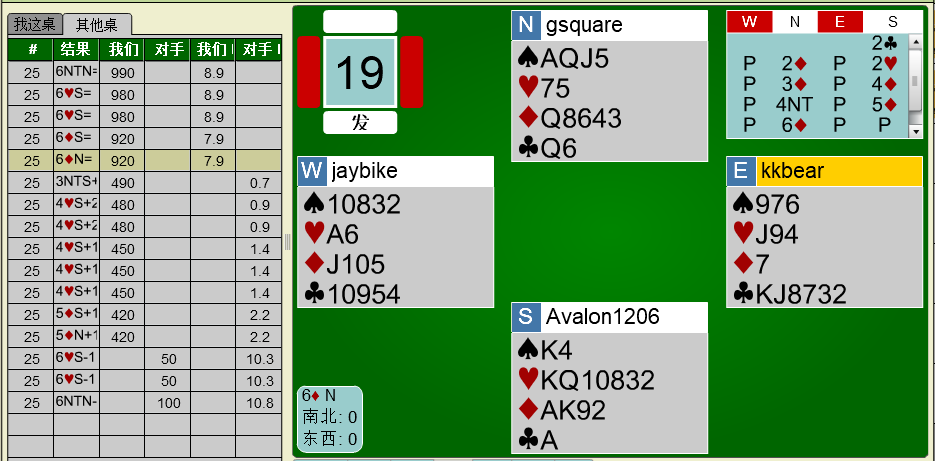 我这桌 其他桌
# 结果 我们 对手 我们 I 对手 I
25 6NTN= 990 8.9
25 6♥S= 980 8.9
25 6♥S= 980 8.9
25 6♦S= 920 7.9
25 6♦N= 920 7.9
25 3NTS+ 490 0.7
25 4♥S+2 480 0.9
25 4♥S+2 480 0.9
25 4♥S+1 450 1.4
25 4♥S+1 450 1.4
25 4♥S+1 450 1.4
25 5♦S+1 420 2.2
25 5♦N+1 420 2.2
25 6♥S-1 50 10.3
25 6♥S-1 50 10.3
25 6NTN- 100 10.8
19
发
N gsquare
♠AQJ5
♥75
♦Q8643
♣Q6
W N E S
2♣
P 2♦ P 2♥
P 3♦ P 4♦
P 4NT P 5♦
P 6♦ P P
W jaybike
♠10832
♥A6
♦J105
♣10954
E kkbear
♠976
♥J94
♦7
♣KJ8732
S Avalon1206
♠K4
♥KQ10832
♦AK92
♣A
6♦ N
南北: 0
东西: 0